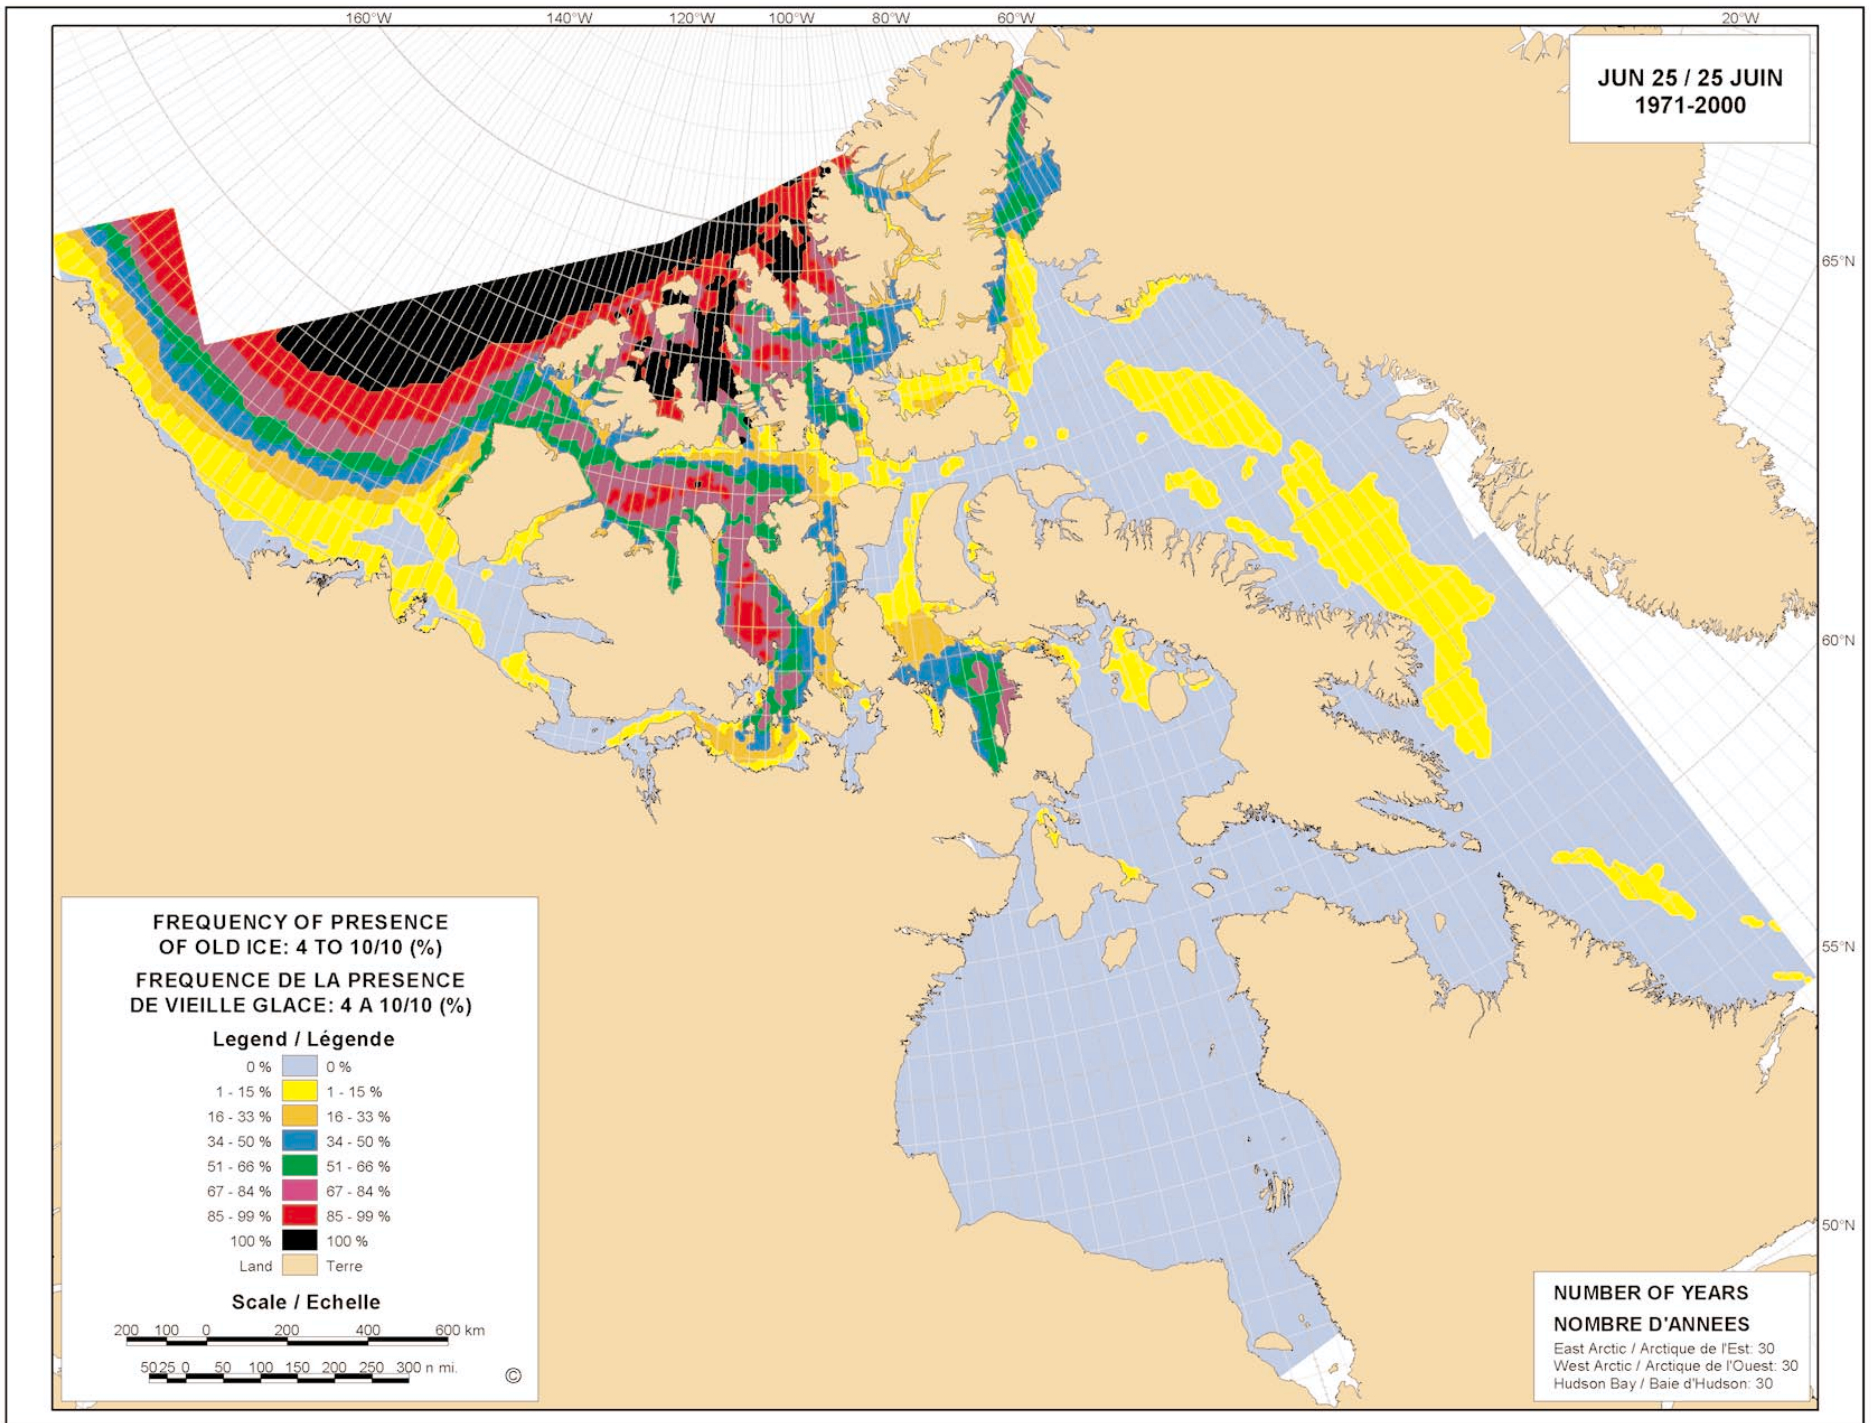 160°W 140°W 120°W 100°W 80°W 60°W 20°W
JUN 25 / 25 JUIN
1971-2000
65°N
60°N
55°N
50°N
FREQUENCY OF PRESENCE
OF OLD ICE: 4 TO 10/10 (%)
FREQUENCE DE LA PRESENCE
DE VIEILLE GLACE: 4 A 10/10 (%)
Legend / Légende
0 % 0 %
1 - 15 % 1 - 15 %
16 - 33 % 16 - 33 %
34 - 50 % 34 - 50 %
51 - 66 % 51 - 66 %
67 - 84 % 67 - 84 %
85 - 99 % 85 - 99 %
100 % 100 %
Land Terre
Scale / Echelle
200 100 0 200 400 600 km
50 25 0 50 100 150 200 250 300 n mi.
©
NUMBER OF YEARS
NOMBRE D'ANNEES
East Arctic / Arctique de l'Est: 30
West Arctic / Arctique de l'Ouest: 30
Hudson Bay / Baie d'Hudson: 30